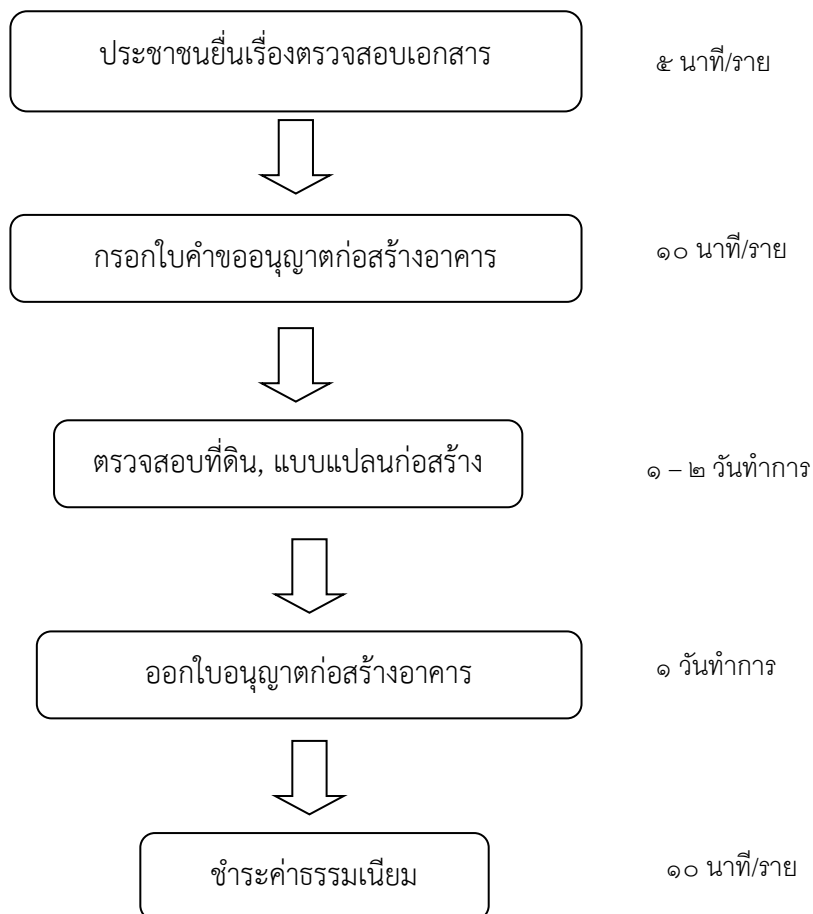 ประชาชนยื่นเรื่องตรวจสอบเอกสาร
๕ นาที/ราย
กรอกใบคำขออนุญาตก่อสร้างอาคาร
๑๐ นาที/ราย
ตรวจสอบที่ดิน, แบบแปลนก่อสร้าง
๑ – ๒ วันทำการ
ออกใบอนุญาตก่อสร้างอาคาร
๑ วันทำการ
ชำระค่าธรรมเนียม
๑๐ นาที/ราย